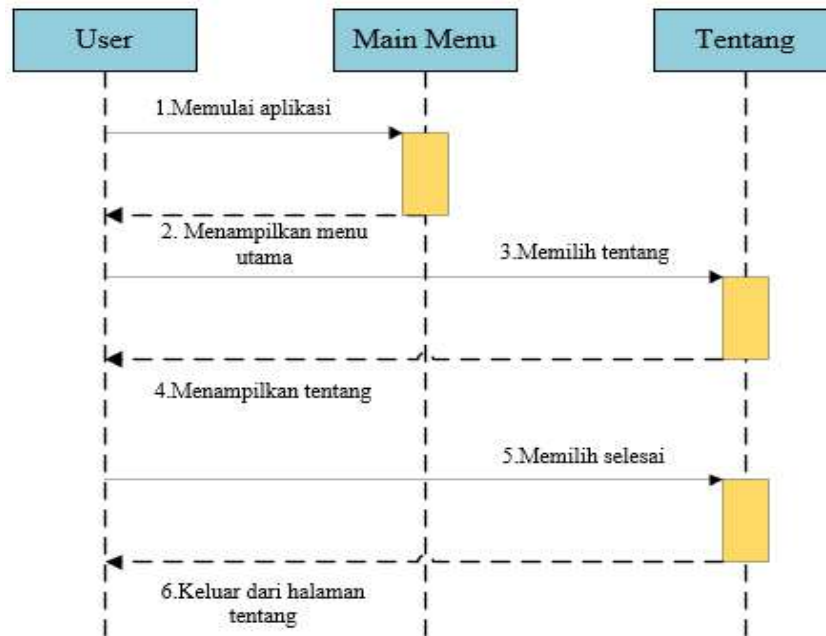 User
Main Menu
Tentang
1.Memulai aplikasi
2. Menampilkan menu
utama
3.Memilih tentang
4.Menampilkan tentang
5.Memilih selesai
6.Keluar dari halaman
tentang